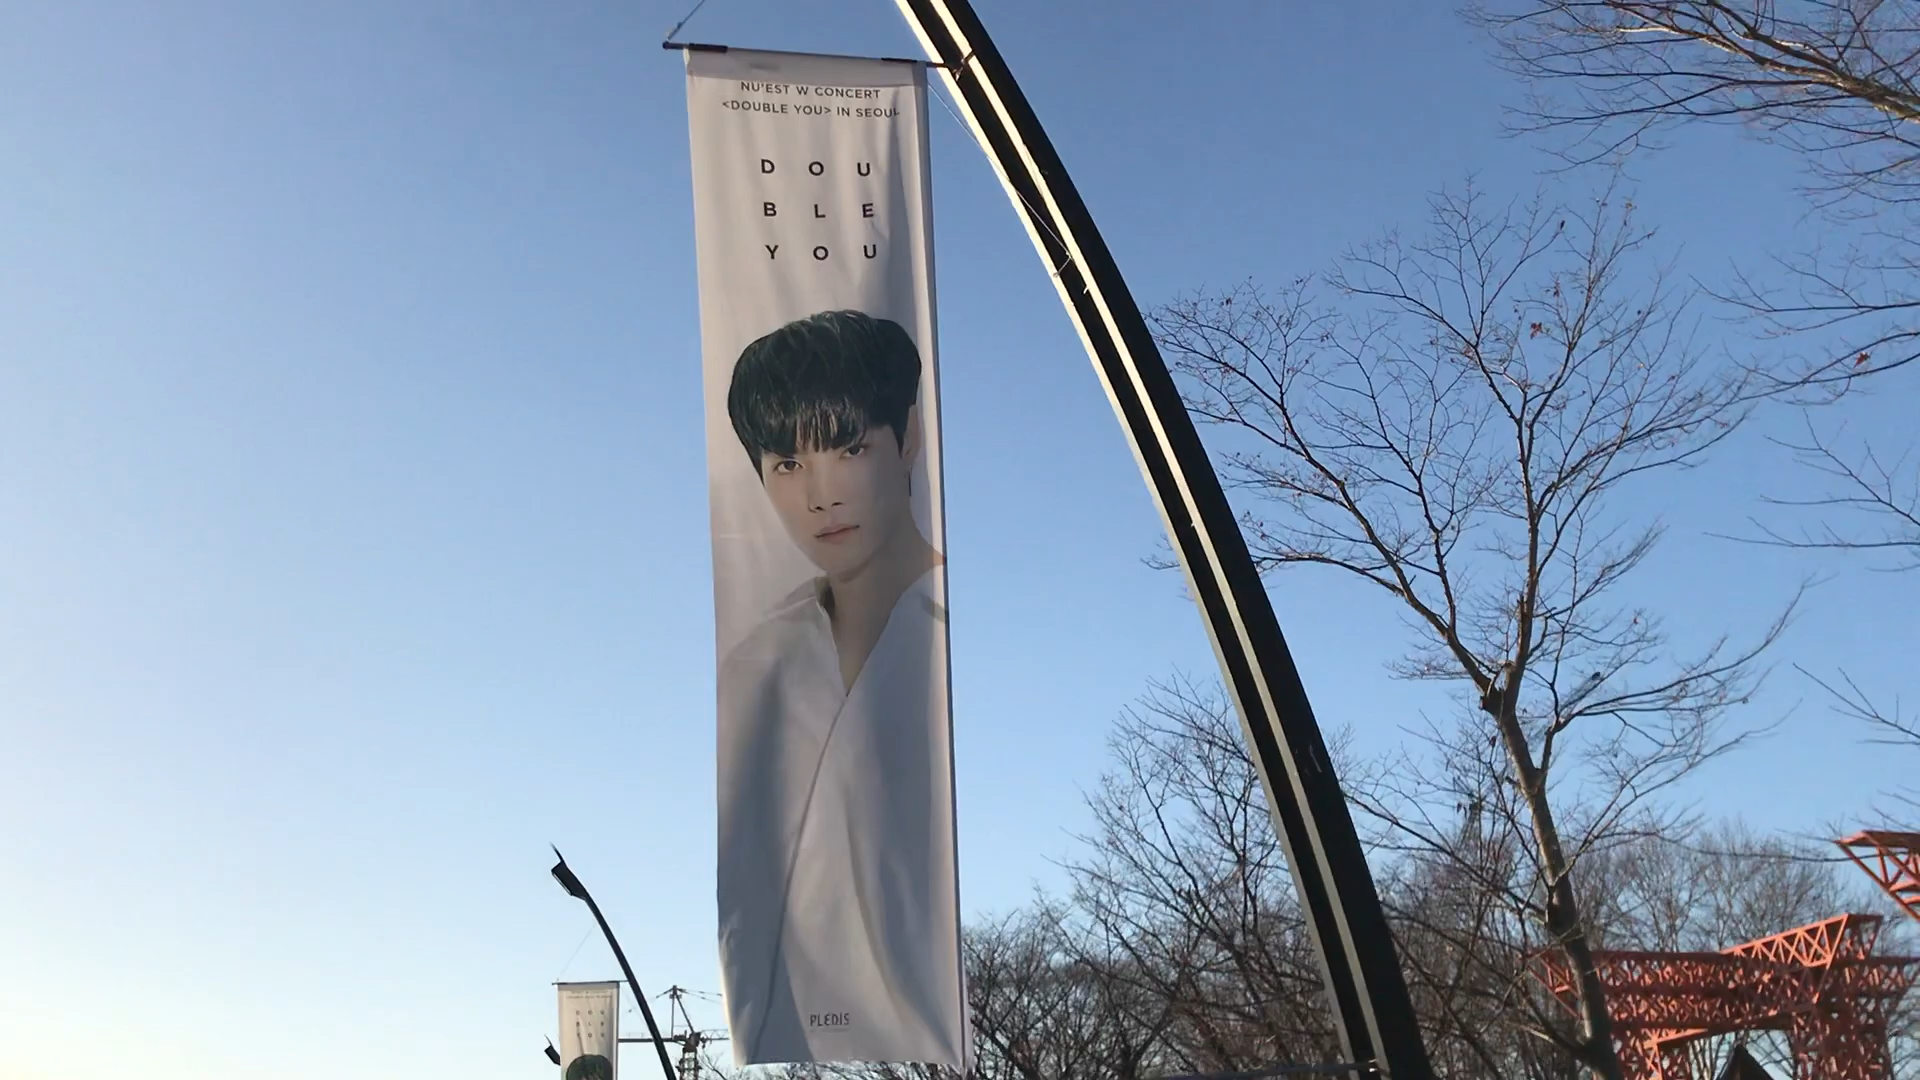 NU'EST W CONCERT
<DOUBLE YOU> IN SEOUL
D O U
B L E
Y O U
PLEDIS